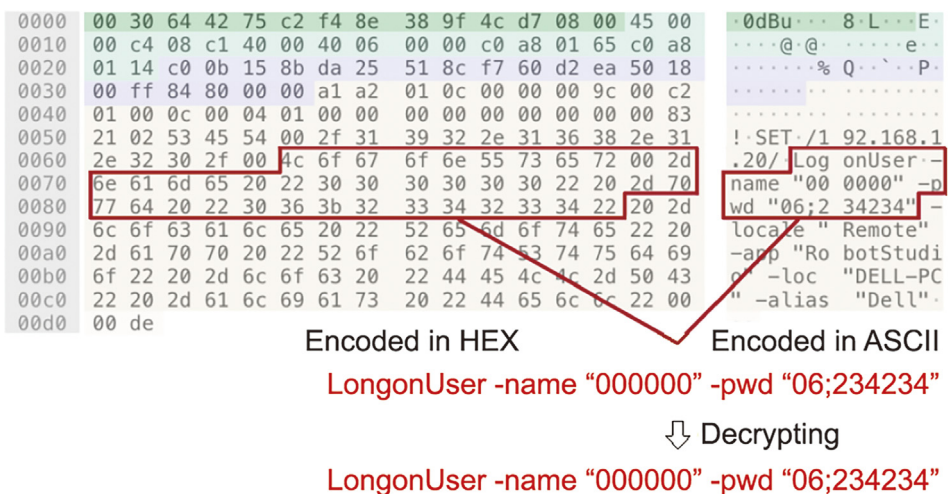 0000 00 30 64 42 75 c2 f4 8e 38 9f 4c d7 08 00 45 00 ·0dBu··· 8·L···E·
0010 00 c4 08 c1 40 00 40 06 00 00 c0 a8 01 65 c0 a8 ····@·@· ·····e··
0020 01 14 c0 0b 15 8b da 25 51 8c f7 60 d2 ea 50 18 ·······% Q··`··P·
0030 00 ff 84 80 00 00 a1 a2 01 0c 00 00 00 9c 00 c2 ········ ········
0040 01 00 0c 00 04 01 00 00 00 00 00 00 00 00 00 83 ········ ········
0050 21 02 53 45 54 00 2f 31 39 32 2e 31 36 38 2e 31 !·SET·/1 92.168.1
0060 2e 32 30 2f 00 4c 6f 67 6f 6e 55 73 65 72 00 2d .20/·Log onUser·-
0070 6e 61 6d 65 20 22 30 30 30 30 30 30 22 20 2d 70 name "00 0000" -p
0080 77 64 20 22 30 36 3b 32 33 34 32 33 34 22 20 2d wd "06;2 34234" -
0090 6c 6f 63 61 6c 65 20 22 52 65 6d 6f 74 65 22 20 locale " Remote"
00a0 2d 61 70 70 20 22 52 6f 62 6f 74 53 74 75 64 69 -app "Ro botStudi
00b0 6f 22 20 2d 6c 6f 63 20 22 44 45 4c 4c 2d 50 43 o" -loc "DELL-PC
00c0 22 20 2d 61 6c 69 61 73 20 22 44 65 6c 6c 22 00 " -alias "Dell"·
00d0 00 de
Encoded in HEX Encoded in ASCII
LongonUser -name “000000” -pwd “06;234234”
Decrypting
LongonUser -name “000000” -pwd “06;234234”